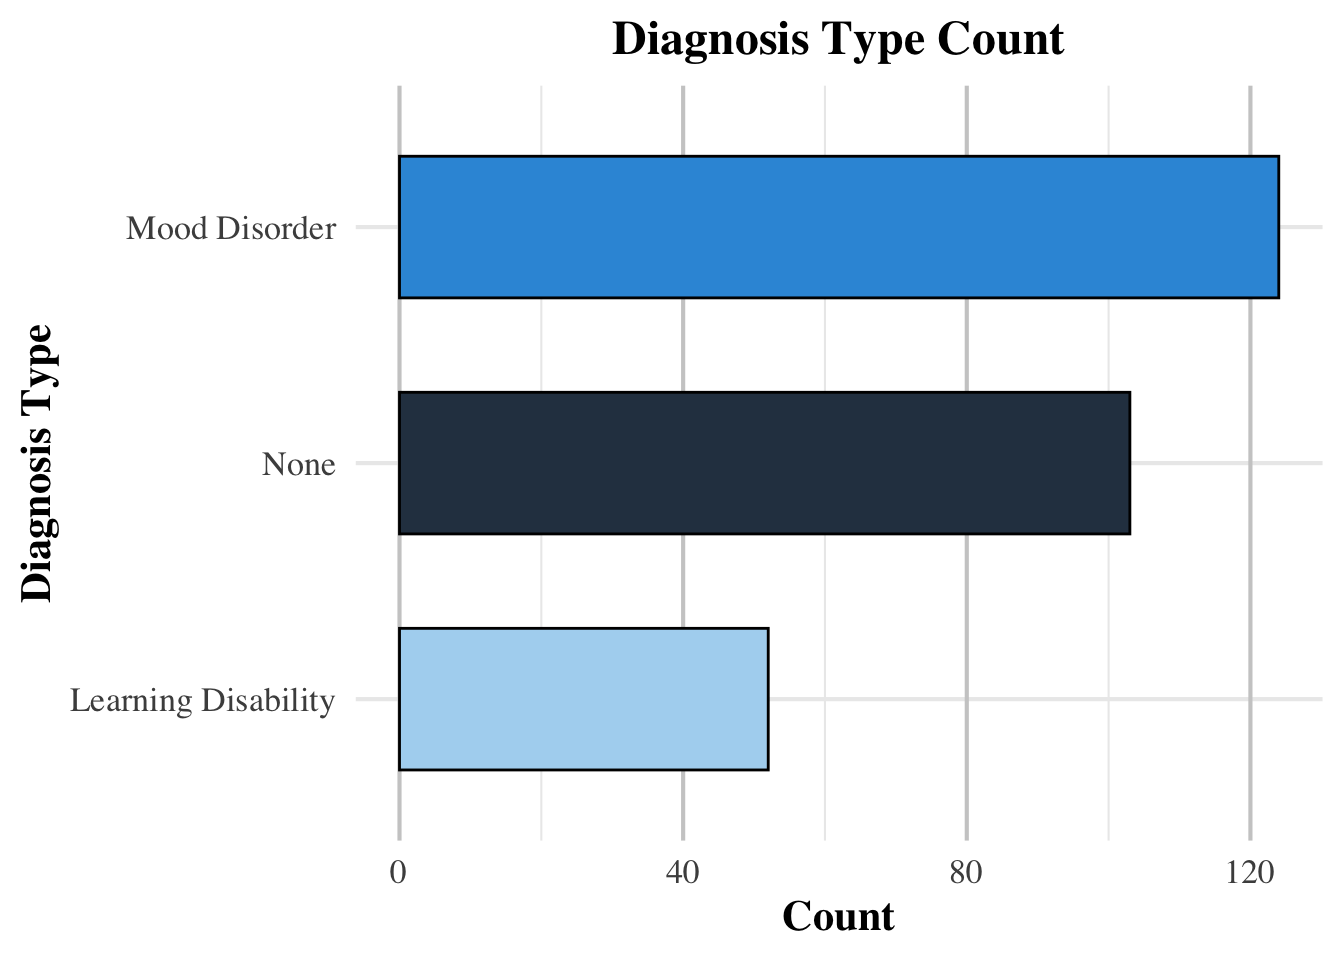 Diagnosis Type Count
Diagnosis Type
Mood Disorder
None
Learning Disability
0 40 80 120
Count